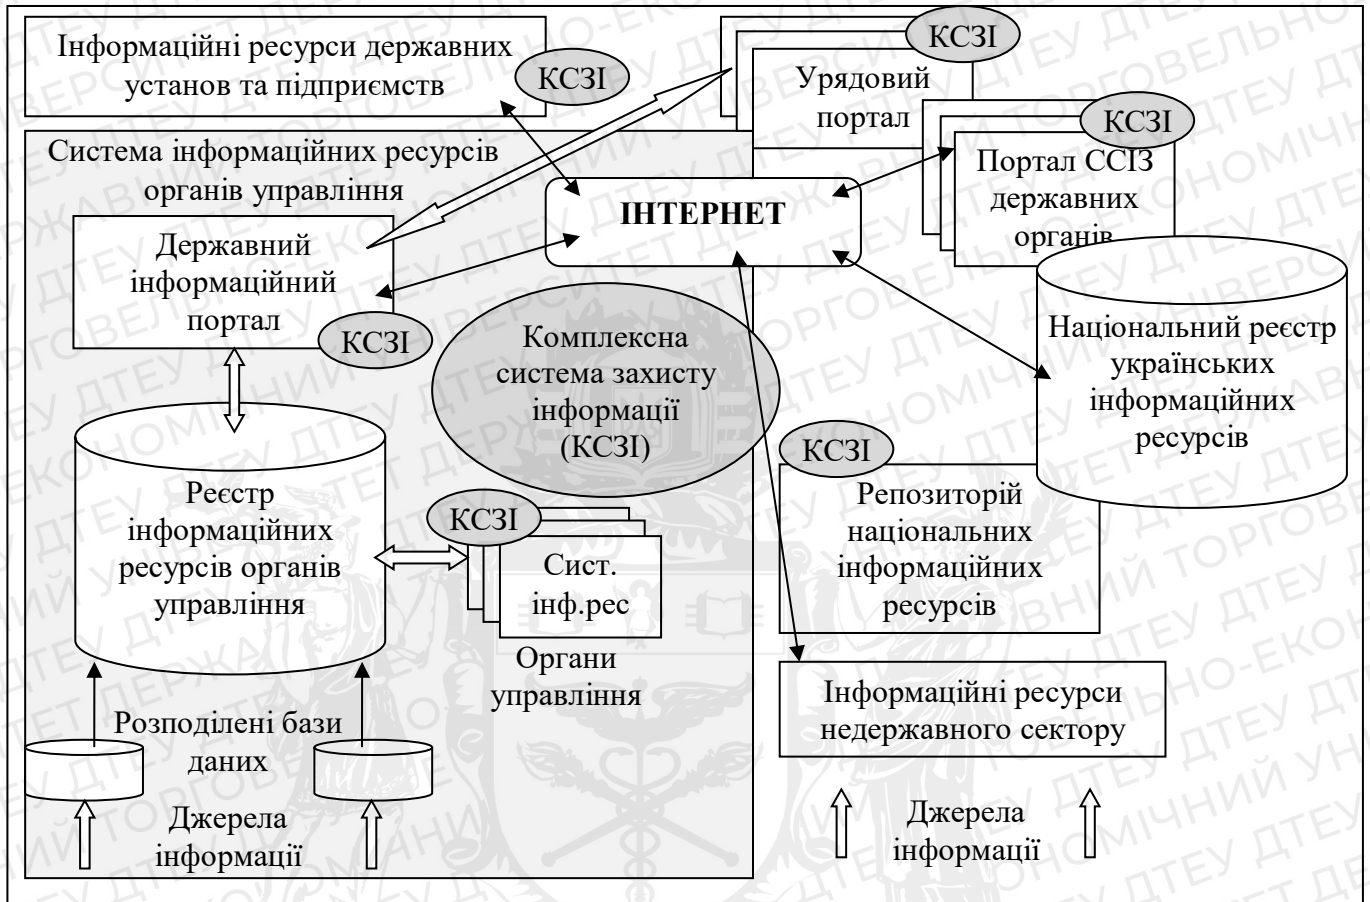 Інформаційні ресурси державних
установ та підприємств
КСЗІ
КСЗІ
Урядовий
портал
КСЗІ
Портал ССІЗ
державних
органів
Система інформаційних ресурсів
органів управління
ІНТЕРНЕТ
Державний
інформаційний
портал
КСЗІ
Комплексна
система захисту
інформації
(КСЗІ)
Національний реєстр
українських
інформаційних
ресурсів
КСЗІ
Репозиторій
національних
інформаційних
ресурсів
Реєстр
інформаційних
ресурсів органів
управління
КСЗІ
Сист.
інф.рес
Органи
управління
Інформаційні ресурси
недержавного сектору
Розподілені бази
даних
Джерела
інформації
Джерела
інформації